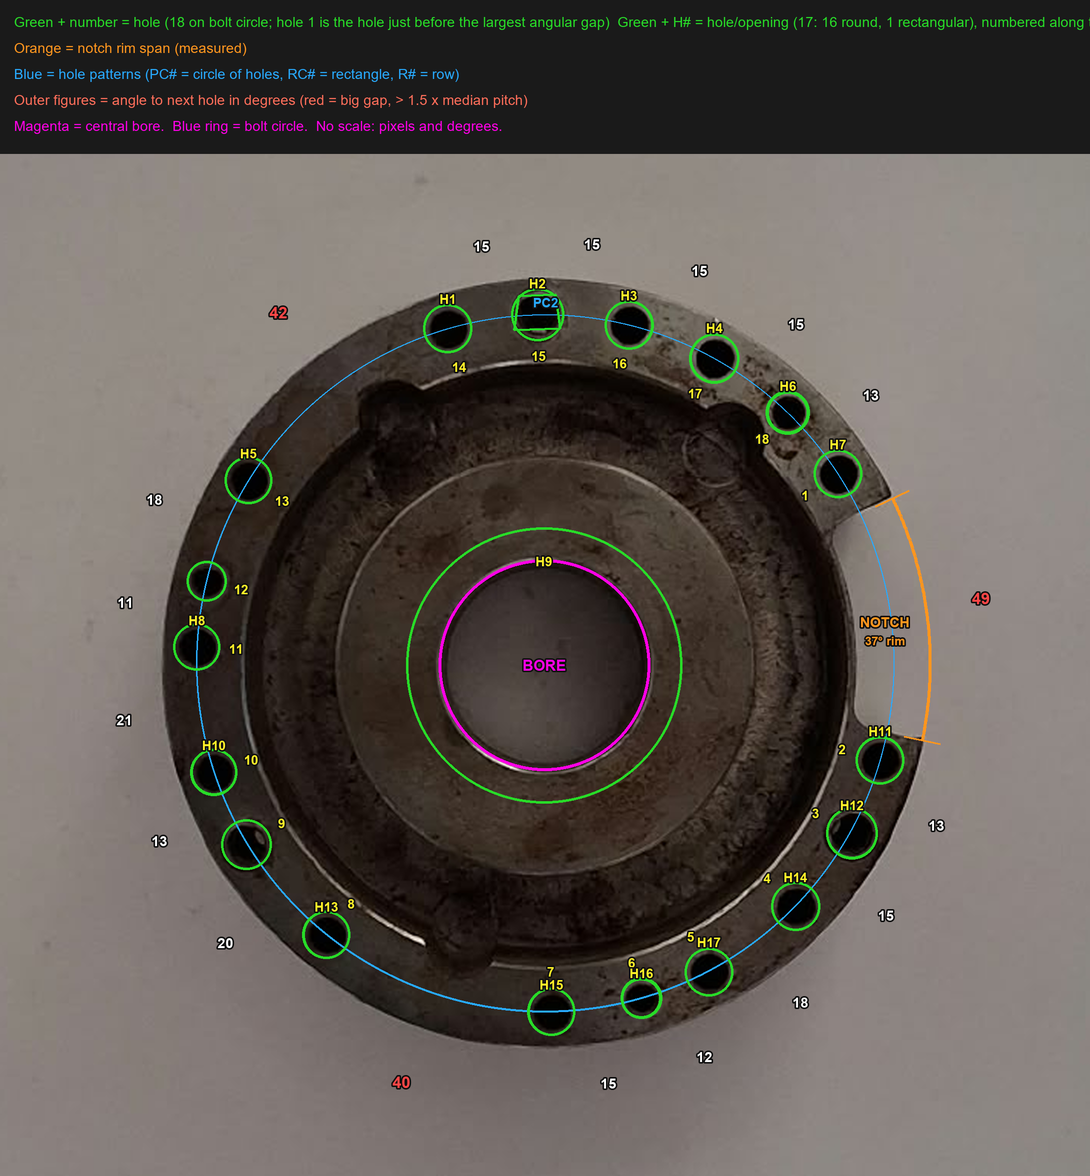 Green + number = hole (18 on bolt circle; hole 1 is the hole just before the largest angular gap)  Green + H# = hole/opening (17: 16 round, 1 rectangular), numbered along
Orange = notch rim span (measured)
Blue = hole patterns (PC# = circle of holes, RC# = rectangle, R# = row)
Outer figures = angle to next hole in degrees (red = big gap, > 1.5 x median pitch)
Magenta = central bore.  Blue ring = bolt circle.  No scale: pixels and degrees.
15 15
15
H2
H1 PC2 H3
42
15
H4
15 16
14
H6 13
17
18
H7
H5
1
18 13
H9
12
11 49
H8 NOTCH
11 37° rim
BORE
21
H11
H10 2
10
H12
3
9 13
13
H14
4
H13 8
15
20 5
H17
6
7 H16
H15
18
12
40 15